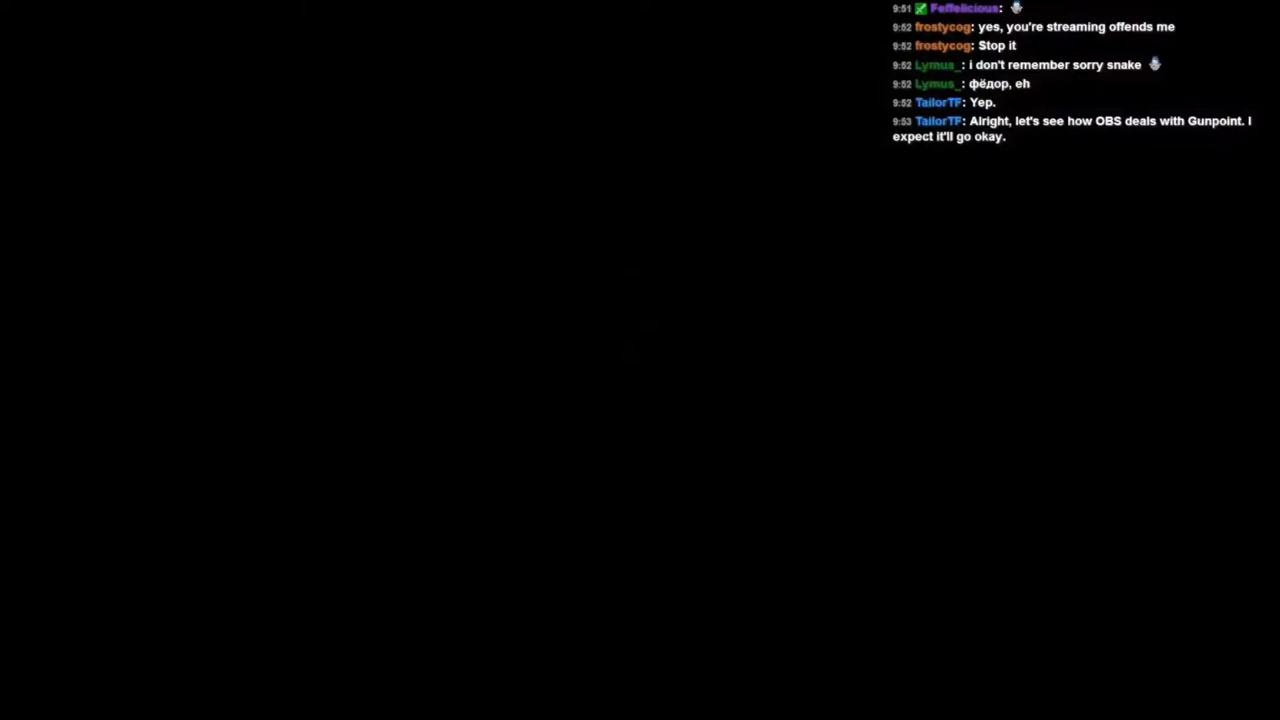 9:51 Feffelicious:
9:52 frostycog: yes, you're streaming offends me
9:52 frostycog: Stop it
9:52 Lymus_: i don't remember sorry snake
9:52 Lymus_: фёдор, eh
9:52 TailorTF: Yep.
9:53 TailorTF: Alright, let's see how OBS deals with Gunpoint. I
expect it'll go okay.